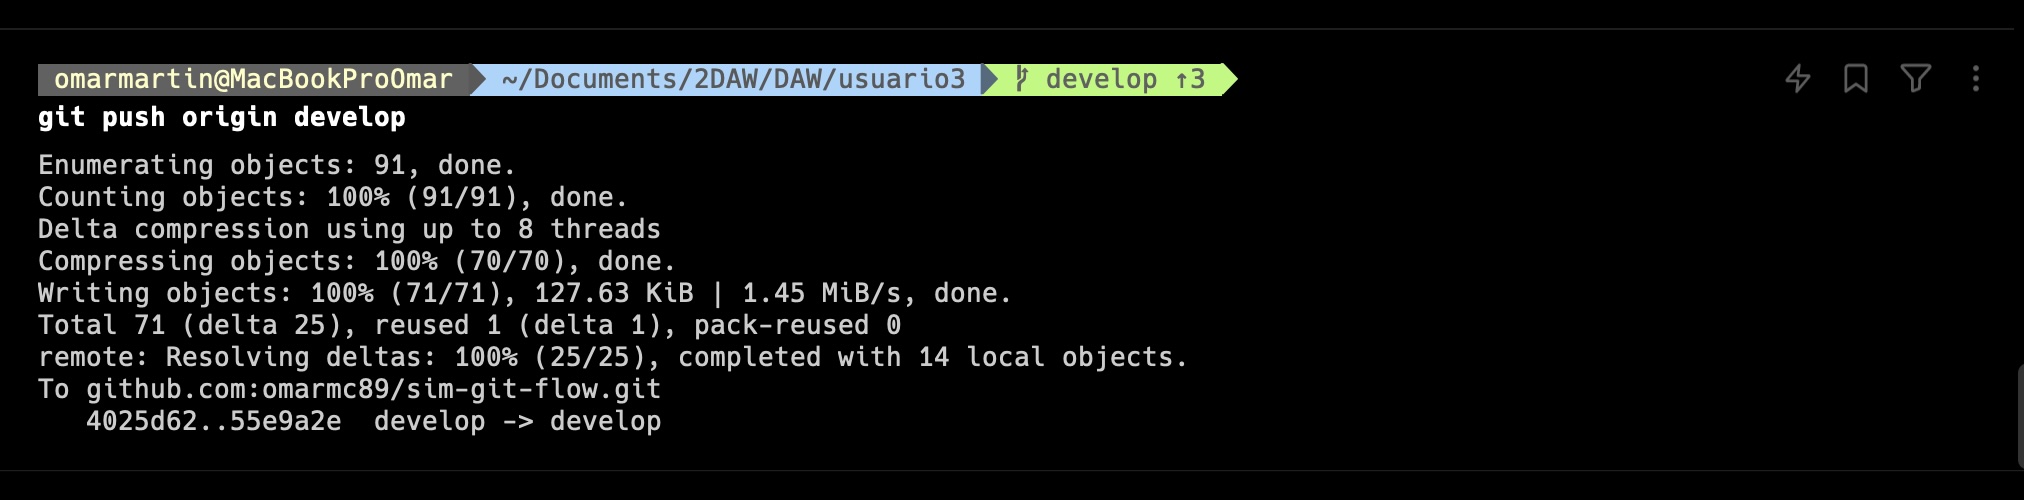 omarmartin@MacBookProOmar ~/Documents/2DAW/DAW/usuario3 develop ↑3
git push origin develop
Enumerating objects: 91, done.
Counting objects: 100% (91/91), done.
Delta compression using up to 8 threads
Compressing objects: 100% (70/70), done.
Writing objects: 100% (71/71), 127.63 KiB | 1.45 MiB/s, done.
Total 71 (delta 25), reused 1 (delta 1), pack-reused 0
remote: Resolving deltas: 100% (25/25), completed with 14 local objects.
To github.com:omarmc89/sim-git-flow.git
   4025d62..55e9a2e  develop -> develop